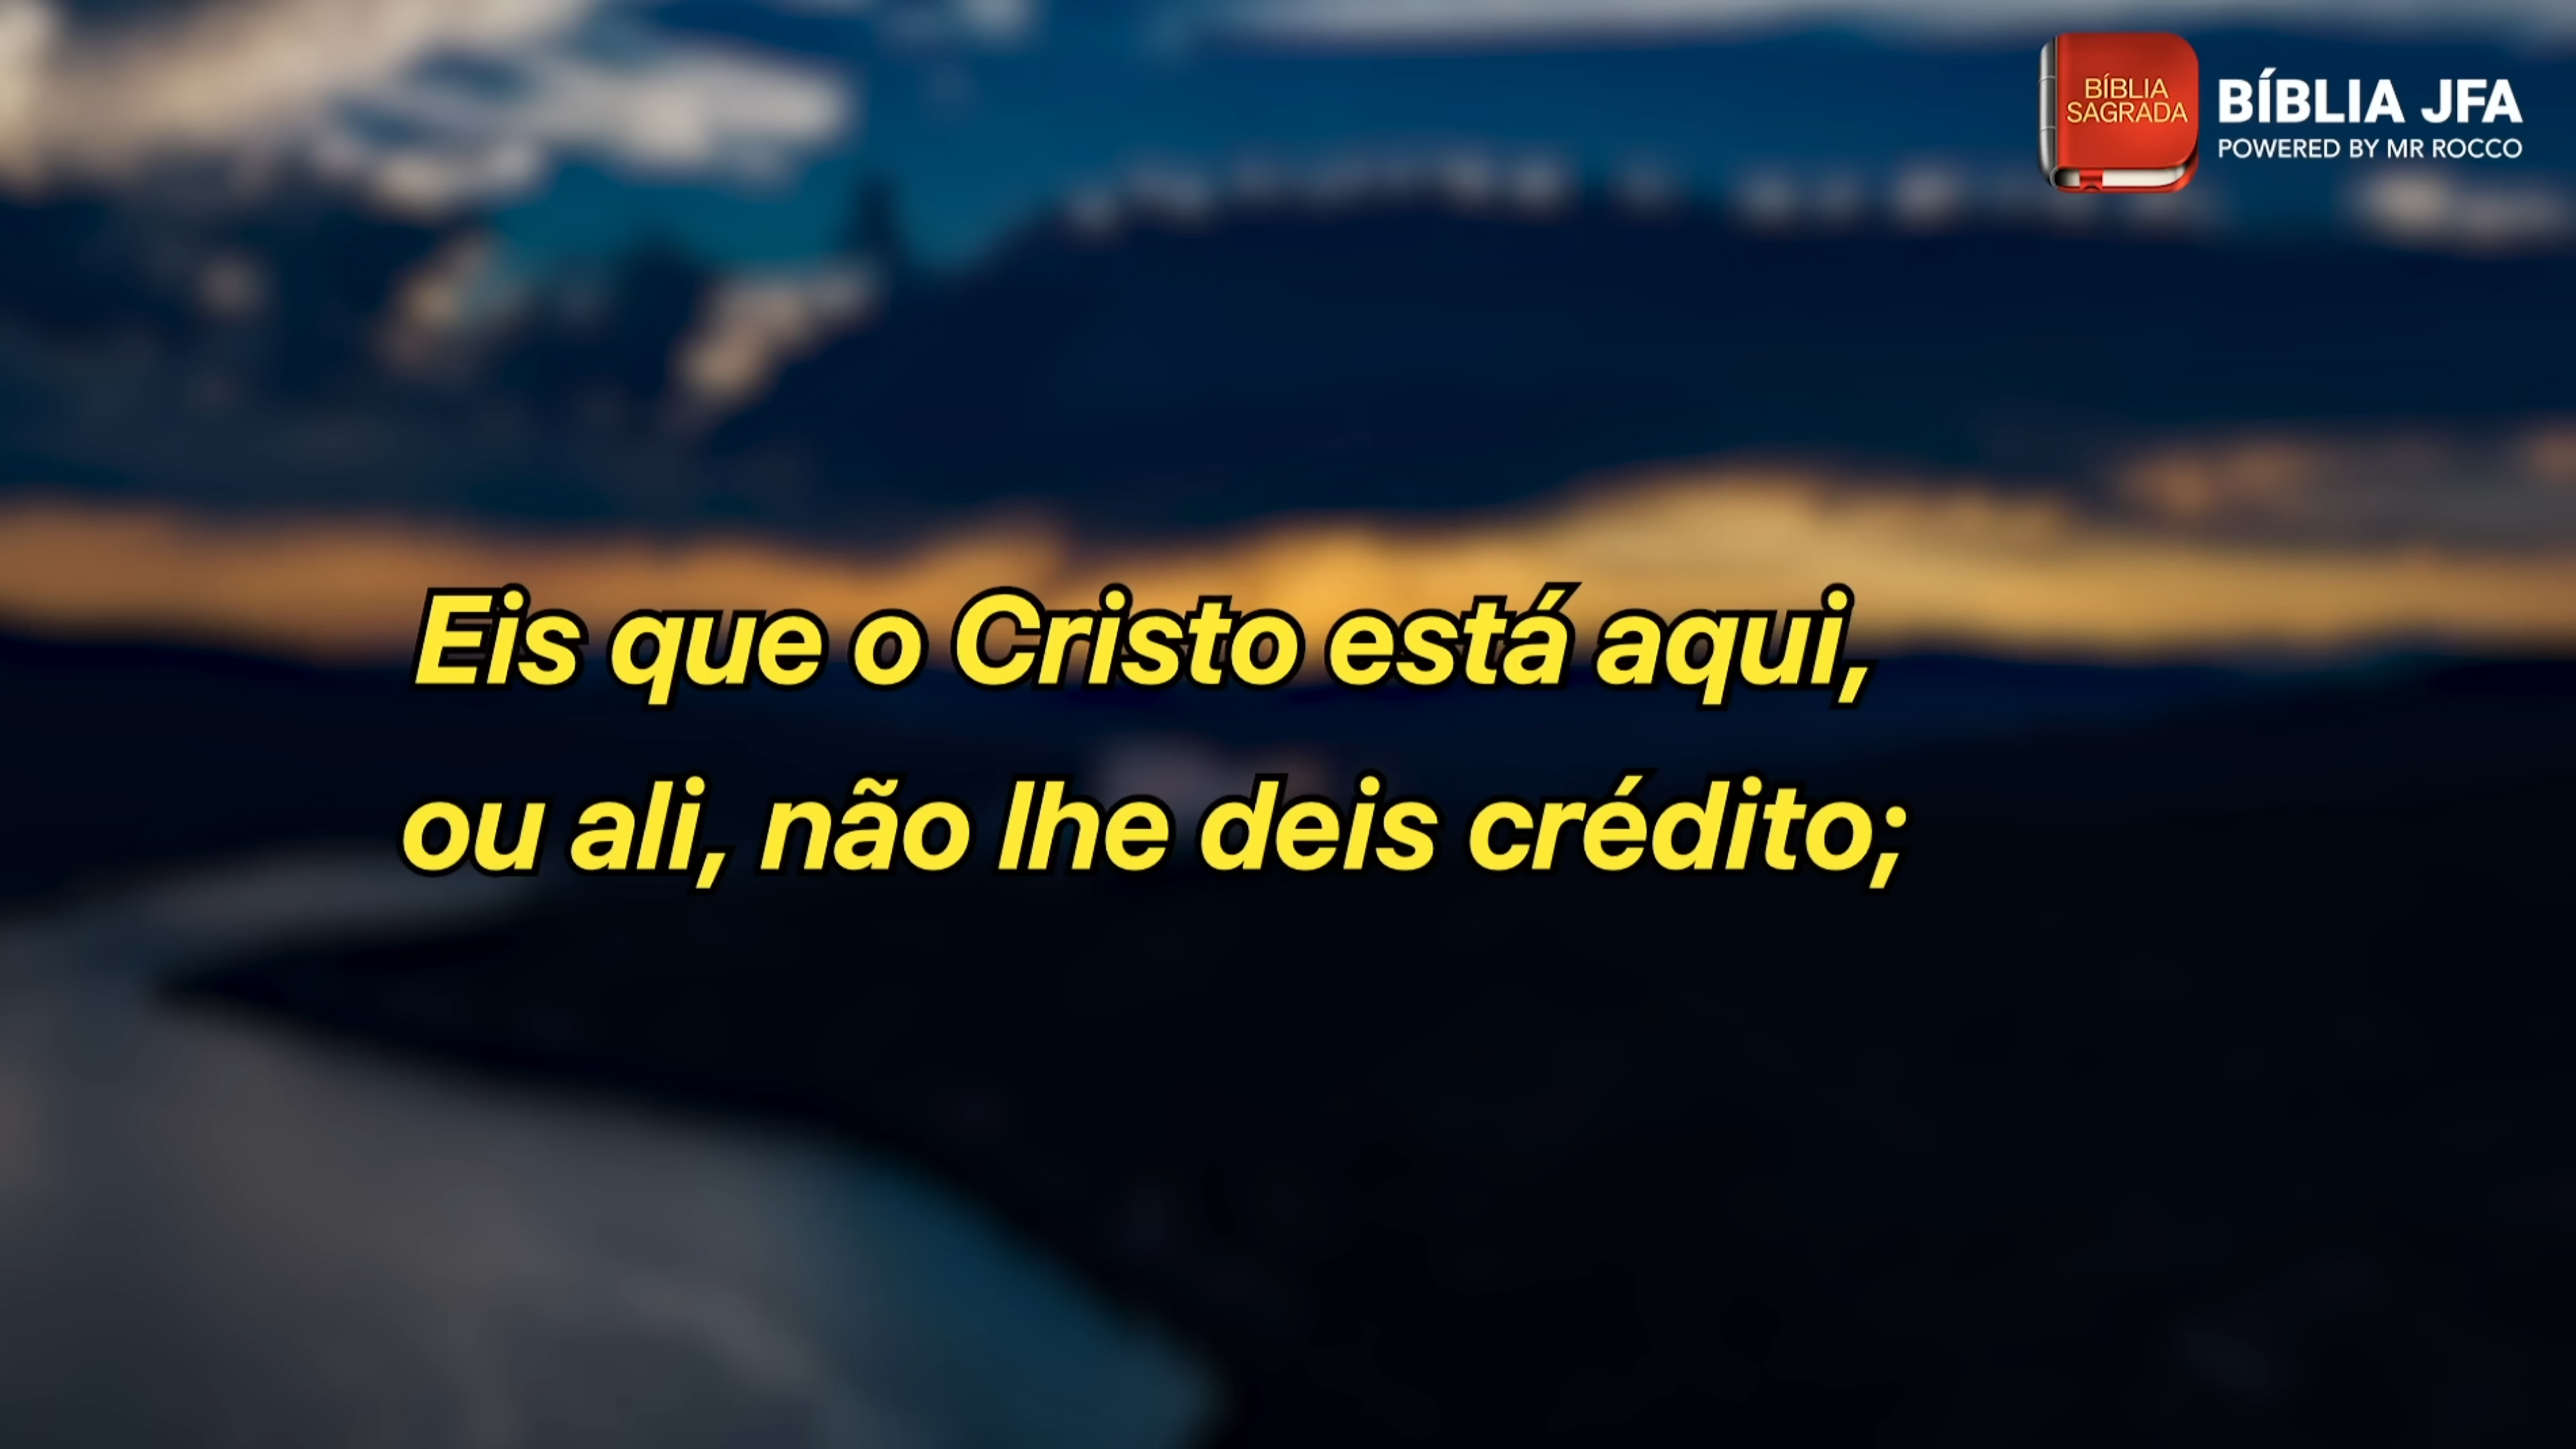 BÍBLIA
SAGRADA
BÍBLIA JFA
POWERED BY MR ROCCO
Eis que o Cristo está aqui,
ou ali, não lhe deis crédito;